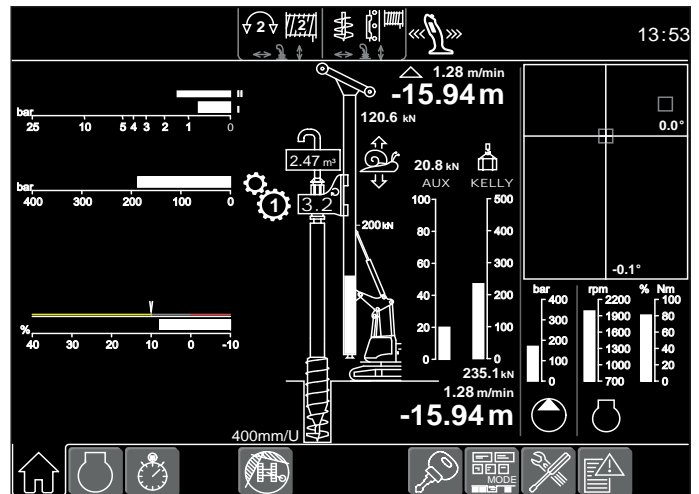 2 2 13:53
1.28 m/min
-15.94 m
120.6 kN
II
I
bar
25 10 5 4 3 2 1 0
0.0°
2.47 m³
20.8 kN
AUX KELLY
bar
400 300 200 100 0
1
3.2
200 kN
100 500
80 400
60 300
40 200
20 100
0 0
-0.1°
bar rpm % Nm
400 2200 100
300 1900 80
200 1600 60
100 1300 40
0 1000 20
700 0
%
40 30 20 10 0 -10
235.1 kN
1.28 m/min
-15.94 m
400mm/U
MODE